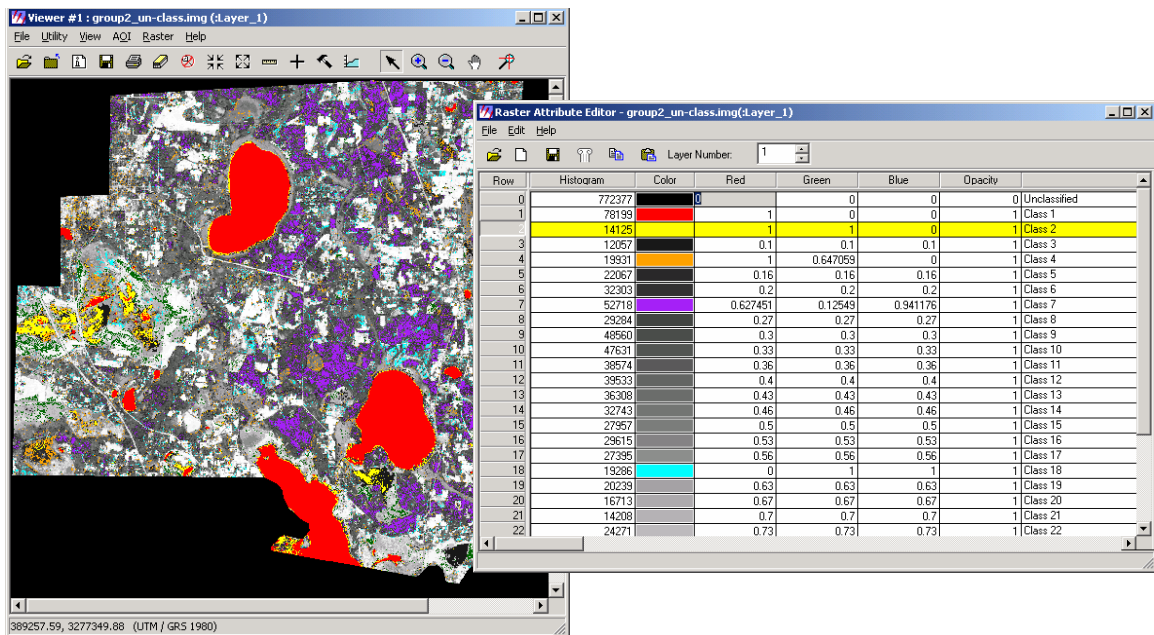 Viewer #1 : group2_un-class.img (:Layer_1)
File Utility View AOI Raster Help
389257.59, 3277349.88 (UTM / GRS 1980)
Raster Attribute Editor - group2_un-class.img(:Layer_1)
File Edit Help
Layer Number: 1
Row Histogram Color Red Green Blue Opacity
0 772377 0 0 0 0 Unclassified
1 78199 1 0 0 1 Class 1
2 14125 1 1 0 1 Class 2
3 12057 0.1 0.1 0.1 1 Class 3
4 19931 1 0.647059 0 1 Class 4
5 22067 0.16 0.16 0.16 1 Class 5
6 32303 0.2 0.2 0.2 1 Class 6
7 52718 0.627451 0.12549 0.941176 1 Class 7
8 29284 0.27 0.27 0.27 1 Class 8
9 48560 0.3 0.3 0.3 1 Class 9
10 47631 0.33 0.33 0.33 1 Class 10
11 38574 0.36 0.36 0.36 1 Class 11
12 39533 0.4 0.4 0.4 1 Class 12
13 36308 0.43 0.43 0.43 1 Class 13
14 32743 0.46 0.46 0.46 1 Class 14
15 27957 0.5 0.5 0.5 1 Class 15
16 29615 0.53 0.53 0.53 1 Class 16
17 27395 0.56 0.56 0.56 1 Class 17
18 19286 0 1 1 1 Class 18
19 20239 0.63 0.63 0.63 1 Class 19
20 16713 0.67 0.67 0.67 1 Class 20
21 14208 0.7 0.7 0.7 1 Class 21
22 24271 0.73 0.73 0.73 1 Class 22